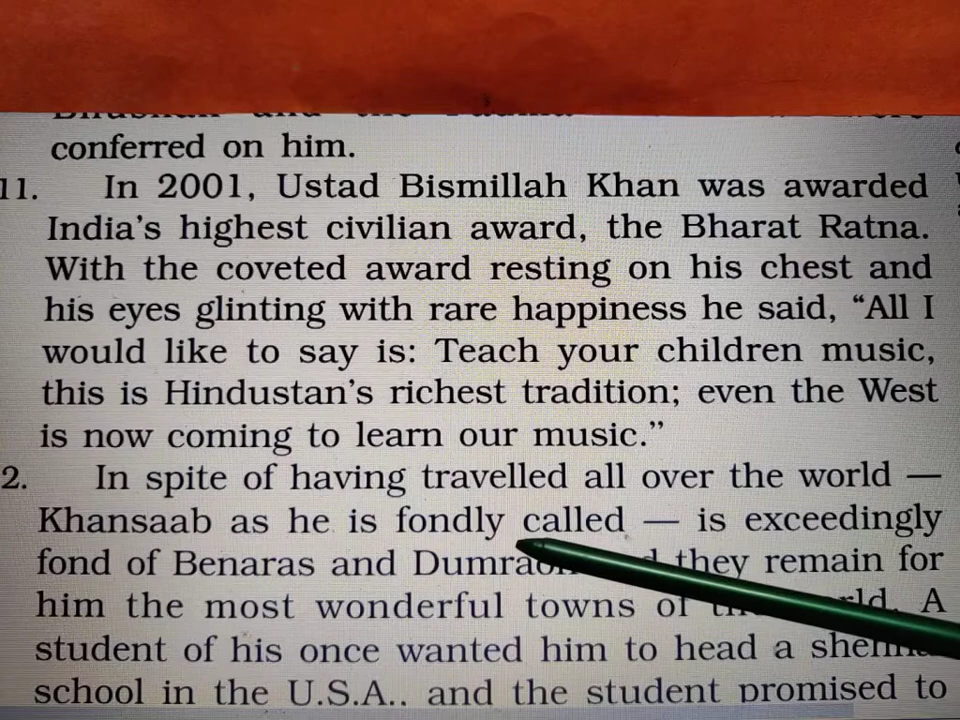 conferred on him.
11. In 2001, Ustad Bismillah Khan was awarded
India's highest civilian award, the Bharat Ratna.
With the coveted award resting on his chest and
his eyes glinting with rare happiness he said, “All I
would like to say is: Teach your children music,
this is Hindustan's richest tradition; even the West
is now coming to learn our music.”
2. In spite of having travelled all over the world —
Khansaab as he is fondly called — is exceedingly
fond of Benaras and they remain for
him the most wonderful towns of A
student of his once wanted him to head a
school in the U.S.A., and the student promised to